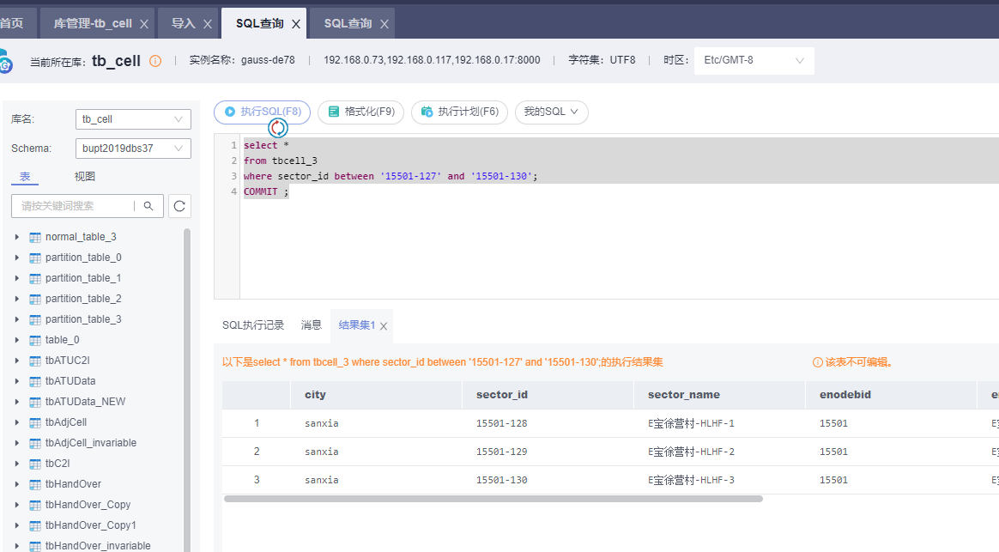 首页 库管理-tb_cell 导入 SQL查询 SQL查询
当前所在库: tb_cell 实例名称: gauss-de78 192.168.0.73,192.168.0.117,192.168.0.17:8000 字符集: UTF8 时区: Etc/GMT-8
库名: tb_cell
Schema: bupt2019dbs37
表 视图
请按关键词搜索
normal_table_3
partition_table_0
partition_table_1
partition_table_2
partition_table_3
table_0
tbATUC2I
tbATUData
tbATUData_NEW
tbAdjCell
tbAdjCell_invariable
tbC2I
tbHandOver
tbHandOver_Copy
tbHandOver_Copy1
tbHandOver_invariable
执行SQL(F8) 格式化(F9) 执行计划(F6) 我的SQL
1 select *
2 from tbcell_3
3 where sector_id between '15501-127' and '15501-130';
4 COMMIT ;
SQL执行记录 消息 结果集1
以下是select * from tbcell_3 where sector_id between '15501-127' and '15501-130';的执行结果集 该表不可编辑。
city sector_id sector_name enodebid
1 sanxia 15501-128 E宝徐营村-HLHF-1 15501
2 sanxia 15501-129 E宝徐营村-HLHF-2 15501
3 sanxia 15501-130 E宝徐营村-HLHF-3 15501